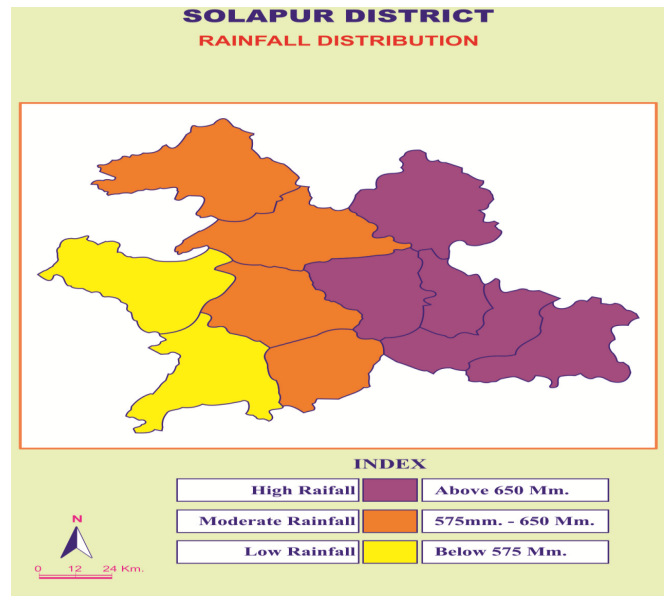 SOLAPUR DISTRICT
RAINFALL DISTRIBUTION
INDEX
High Raifall Above 650 Mm.
Moderate Rainfall 575mm. - 650 Mm.
Low Rainfall Below 575 Mm.
N
0 12 24 Km.